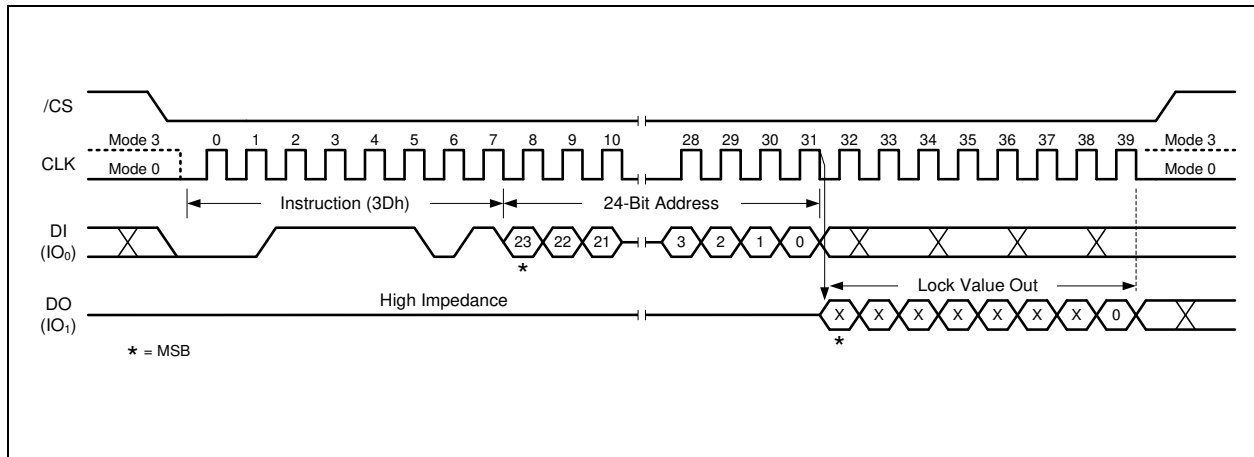 /CS
Mode 3 0 1 2 3 4 5 6 7 8 9 10 28 29 30 31 32 33 34 35 36 37 38 39 Mode 3
CLK Mode 0 Mode 0
Instruction (3Dh) 24-Bit Address
DI
(IO₀) 23 22 21 3 2 1 0
* Lock Value Out
High Impedance
DO
(IO₁) X X X X X X X 0
* = MSB *